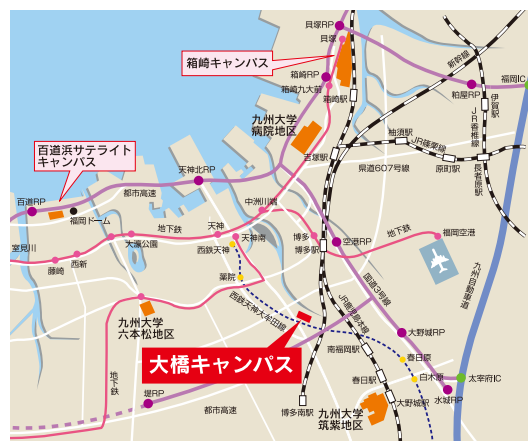 貝塚RP
貝塚
箱崎キャンパス
新幹線
福岡IC
箱崎RP
箱崎九大前
箱崎駅
粕屋RP
伊賀駅
JR香椎線
九州大学
病院地区
柚須駅
JR篠栗線
百道浜サテライト
キャンパス
吉塚駅
原町駅
長者原駅
県道607号線
天神北RP
都市高速
百道RP
福岡ドーム
中洲川端
地下鉄
天神
天神南
博多
博多駅
空港RP
地下鉄
福岡空港
室見川
大濠公園
西鉄天神
藤崎
西新
薬院
国道3号線
九州自動車道
西鉄天神大牟田線
JR鹿児島本線
九州大学
六本松地区
大野城RP
南福岡駅
春日原
大橋キャンパス
地下鉄
春日駅
白木原
太宰府IC
堤RP
水城RP
都市高速
博多南駅
大野城駅
九州大学
筑紫地区